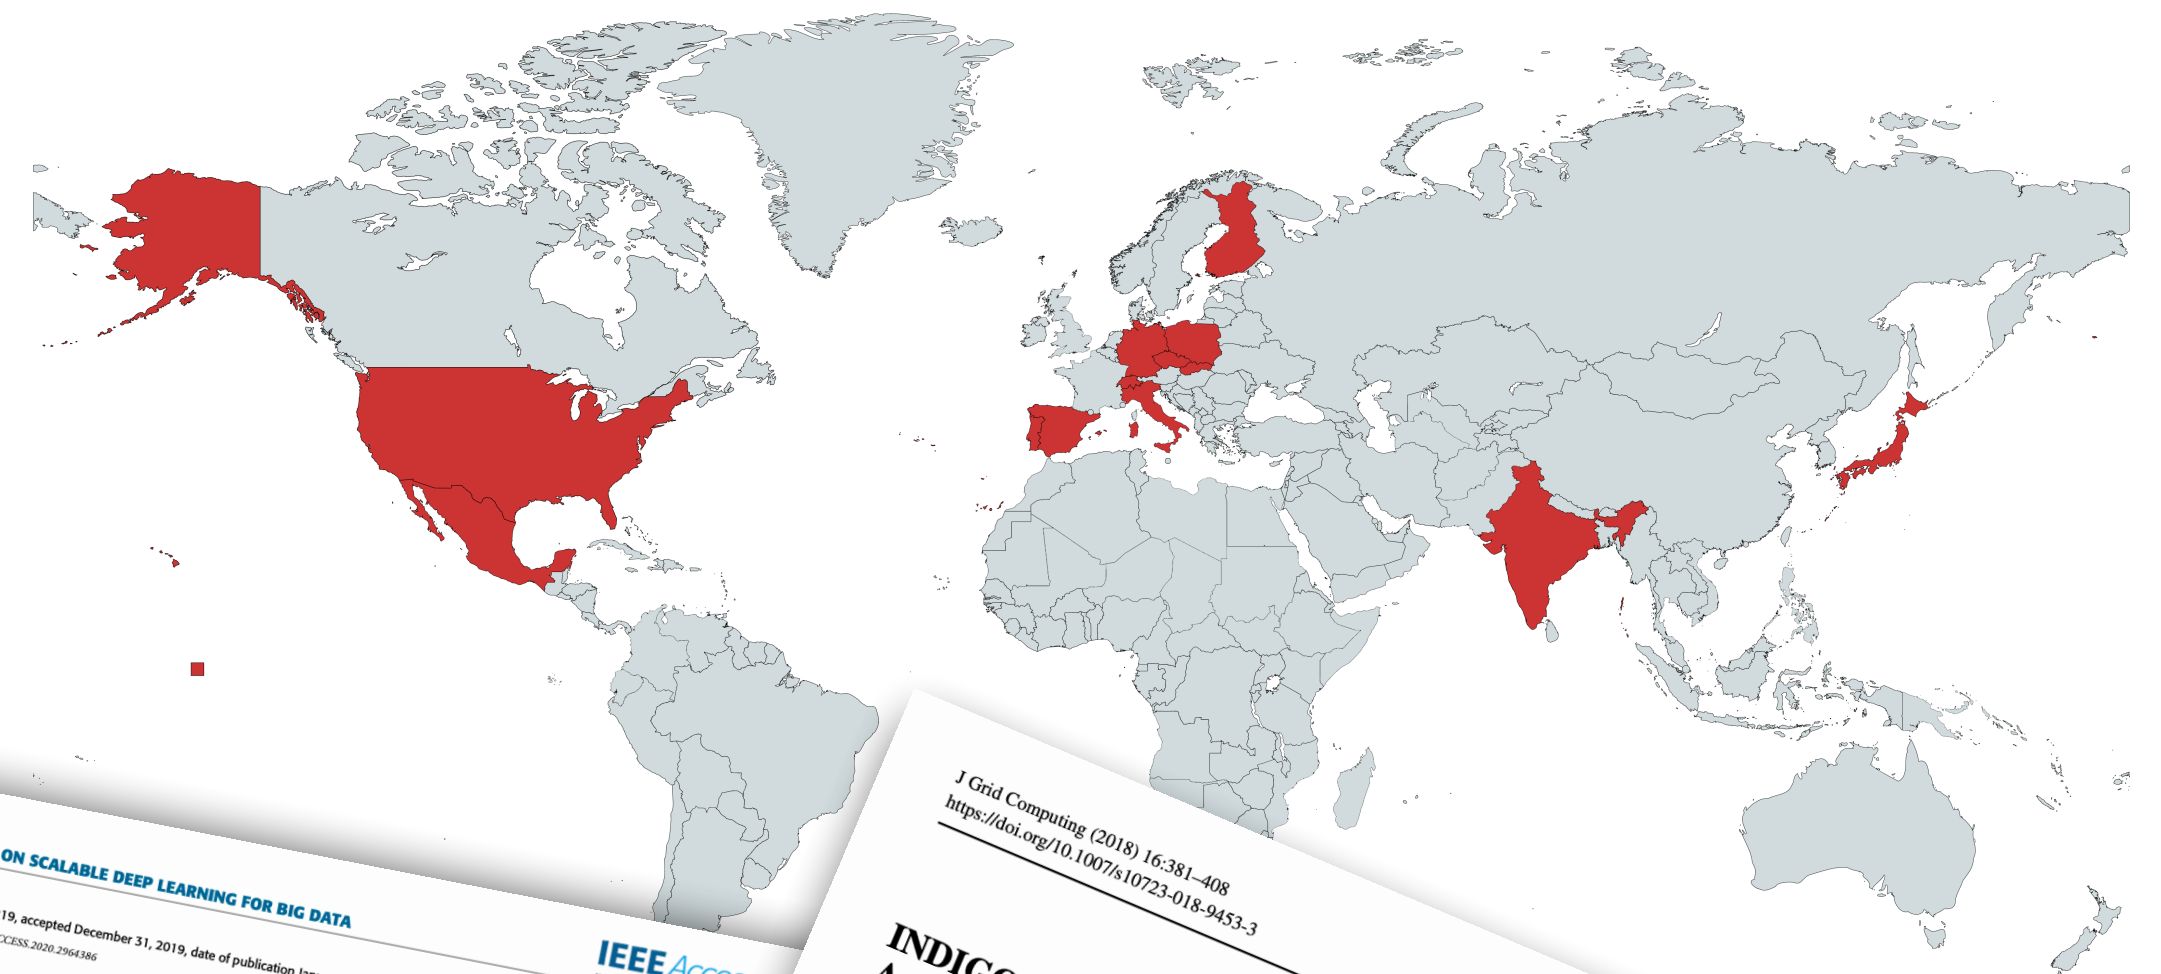 ON SCALABLE DEEP LEARNING FOR BIG DATA
19, accepted December 31, 2019, date of publication
CCESS.2020.2964386
IEEE Access
J Grid Computing (2018) 16:381–408
https://doi.org/10.1007/s10723-018-9453-3